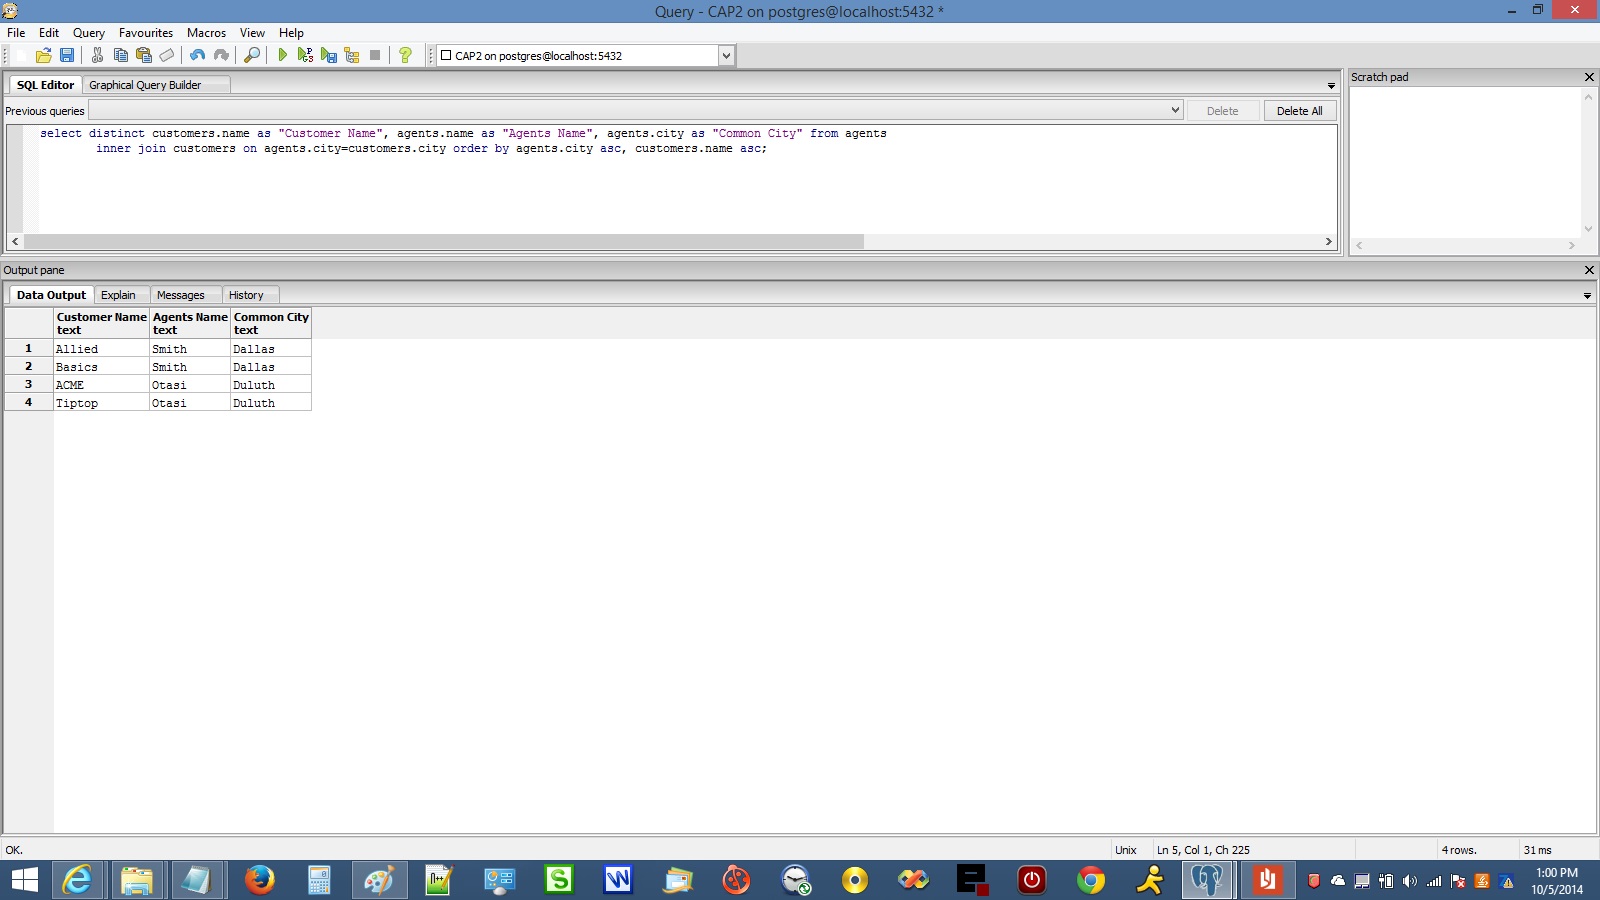 Query - CAP2 on postgres@localhost:5432 *
File Edit Query Favourites Macros View Help
CAP2 on postgres@localhost:5432
SQL Editor Graphical Query Builder
Scratch pad
Previous queries Delete Delete All
select distinct customers.name as "Customer Name", agents.name as "Agents Name", agents.city as "Common City" from agents
inner join customers on agents.city=customers.city order by agents.city asc, customers.name asc;
Output pane
Data Output Explain Messages History
Customer Name Agents Name Common City
text text text
1 Allied Smith Dallas
2 Basics Smith Dallas
3 ACME Otasi Duluth
4 Tiptop Otasi Duluth
OK. Unix Ln 5, Col 1, Ch 225 4 rows. 31 ms
1:00 PM
10/5/2014